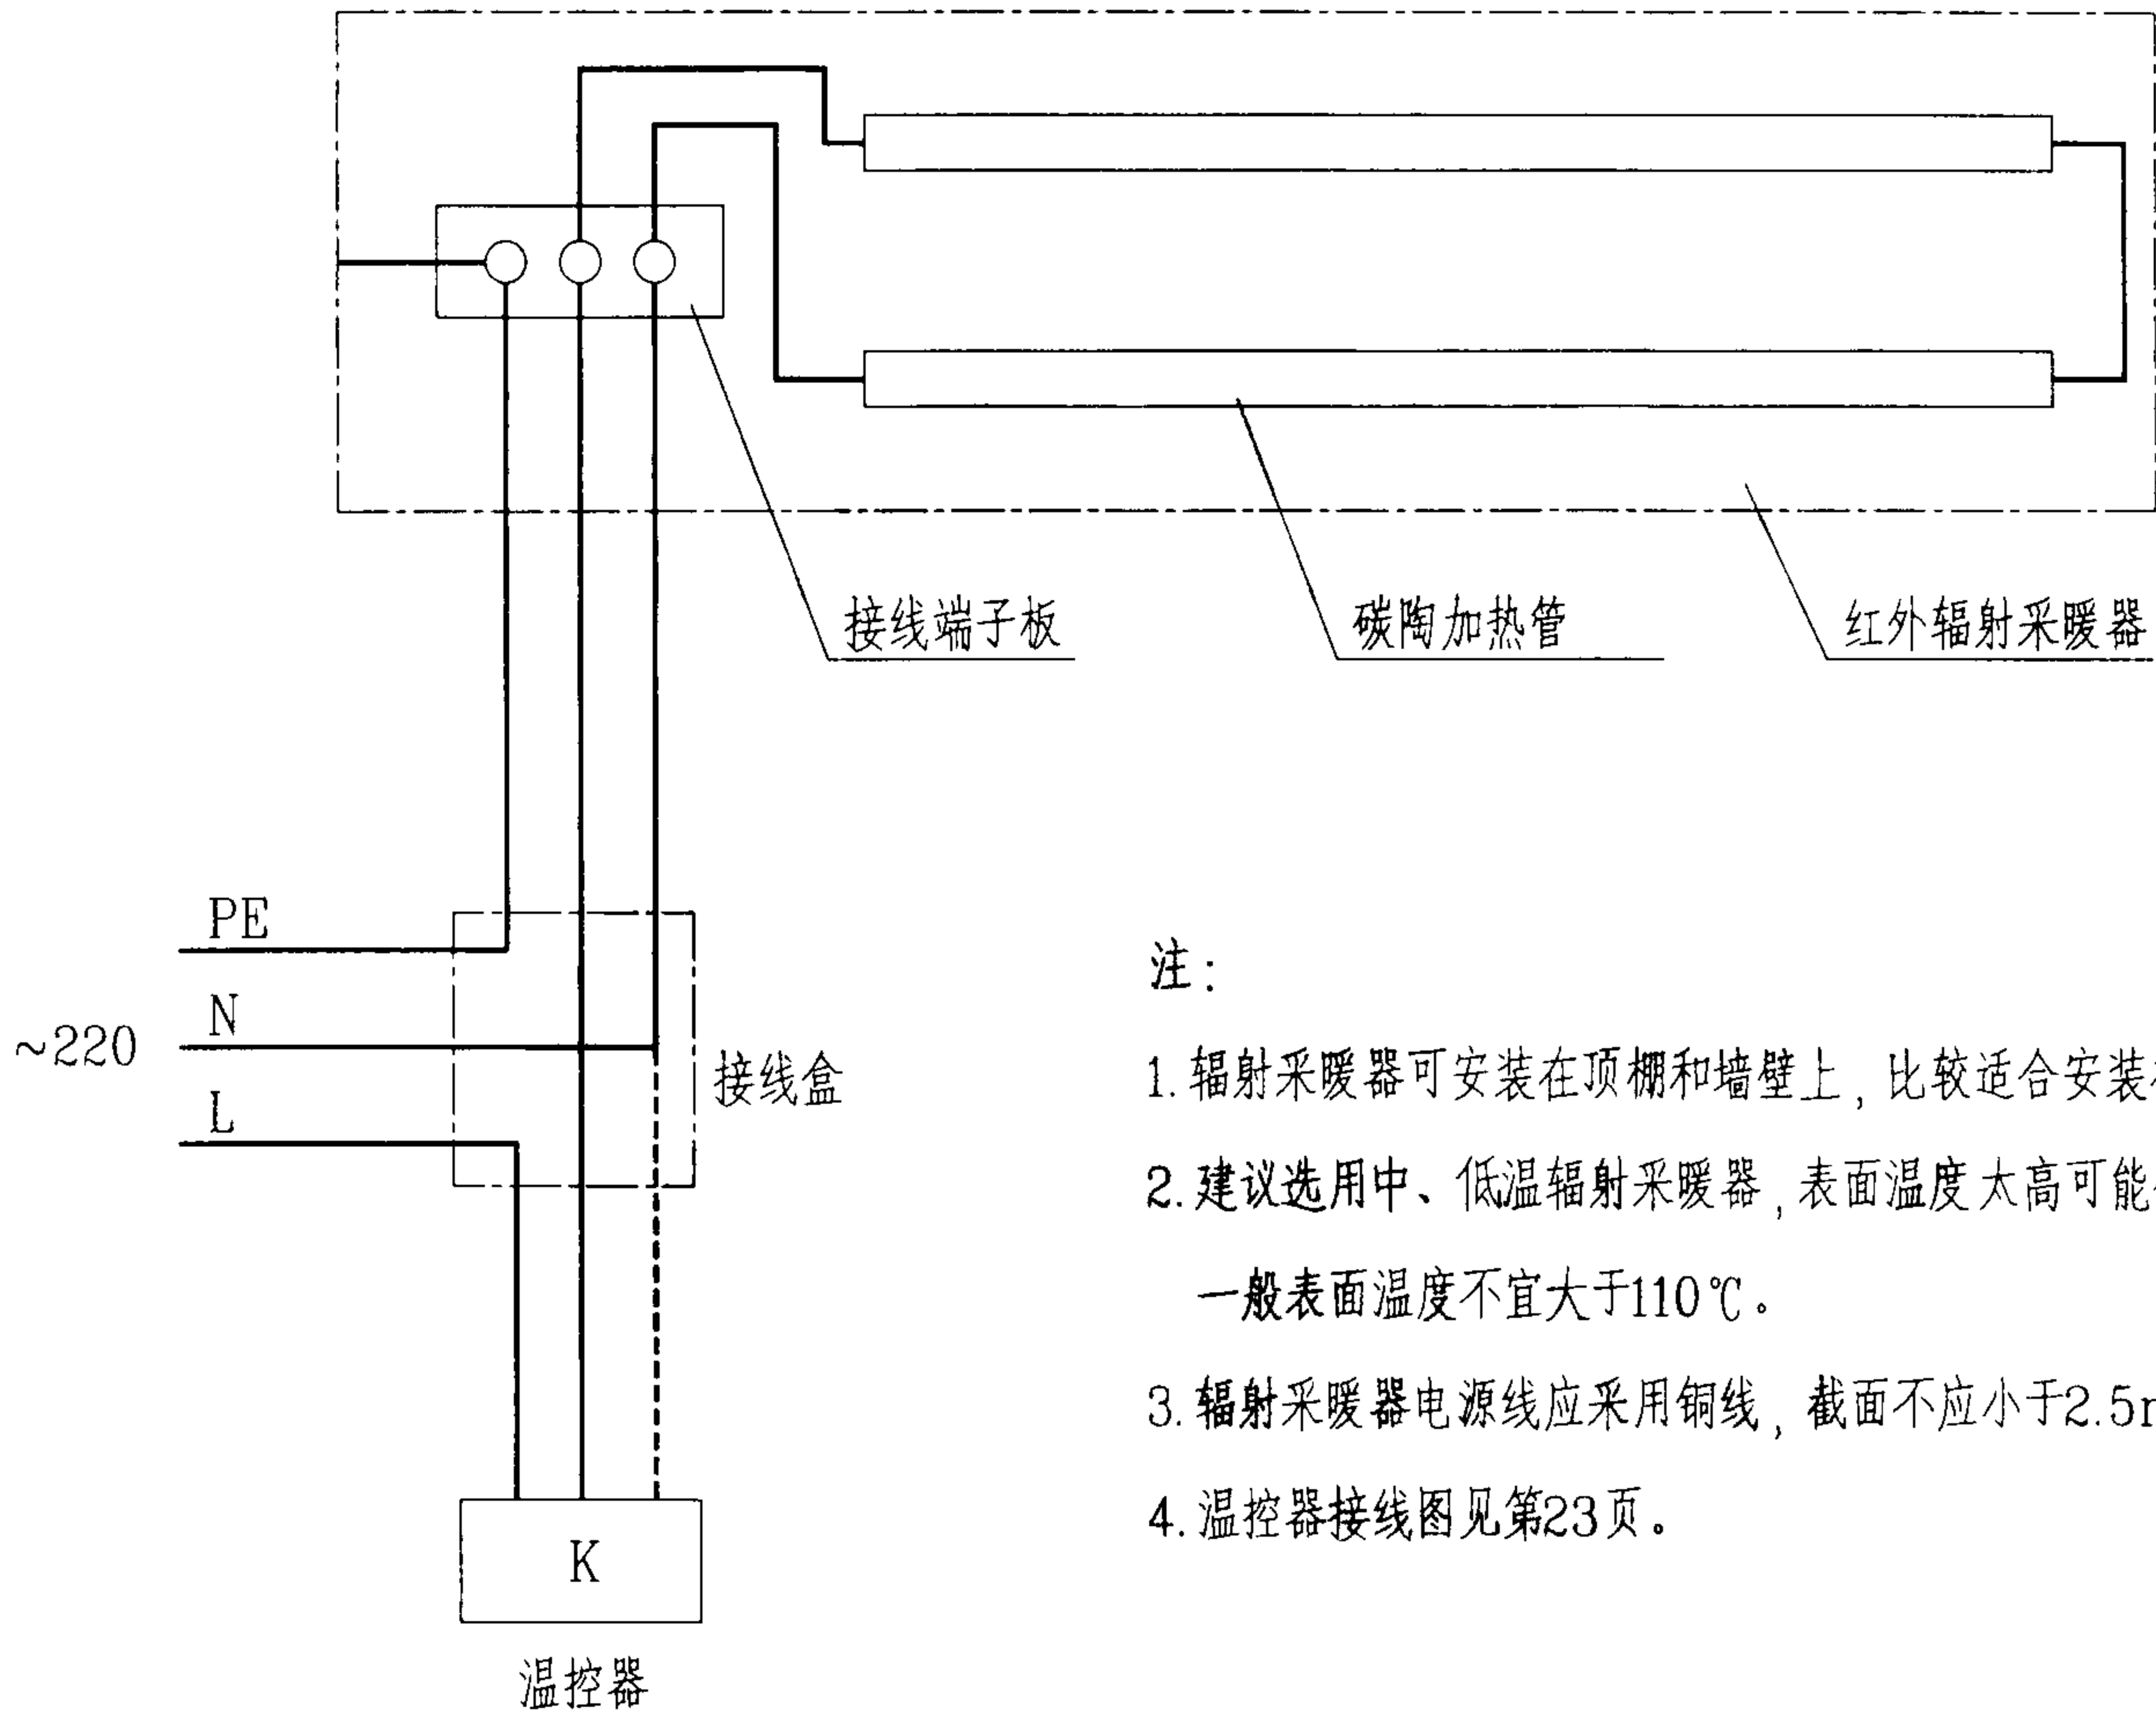 接线端子板
碳陶加热管
红外辐射采暖器
PE
N
~220
L
接线盒
K
温控器
注:
1. 辐射采暖器可安装在顶棚和墙壁上, 比较适合安装
2. 建议选用中、低温辐射采暖器, 表面温度太高可能
一般表面温度不宜大于110℃。
3. 辐射采暖器电源线应采用铜线, 截面不应小于2.5
4. 温控器接线图见第23页。